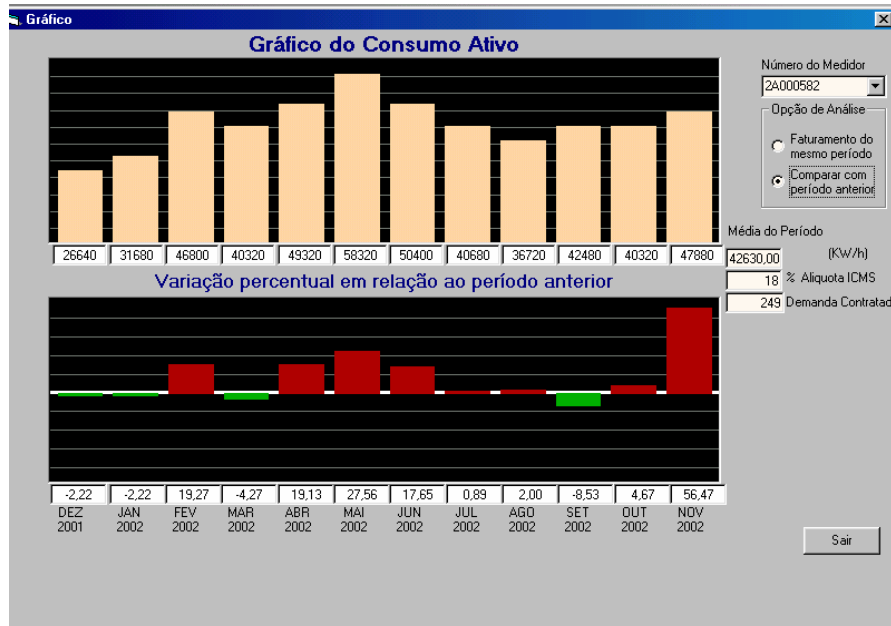 Gráfico
Gráfico do Consumo Ativo
26640 31680 46800 40320 49320 58320 50400 40680 36720 42480 40320 47880
Variação percentual em relação ao período anterior
-2,22 -2,22 19,27 -4,27 19,13 27,56 17,65 0,89 2,00 -8,53 4,67 56,47
DEZ JAN FEV MAR ABR MAI JUN JUL AGO SET OUT NOV
2001 2002 2002 2002 2002 2002 2002 2002 2002 2002 2002 2002
Número do Medidor
2A000582
Opção de Análise
Faturamento do
mesmo período
Comparar com
período anterior
Média do Período
42630,00 (KW/h)
18 % Aliquota ICMS
249 Demanda Contratad
Sair